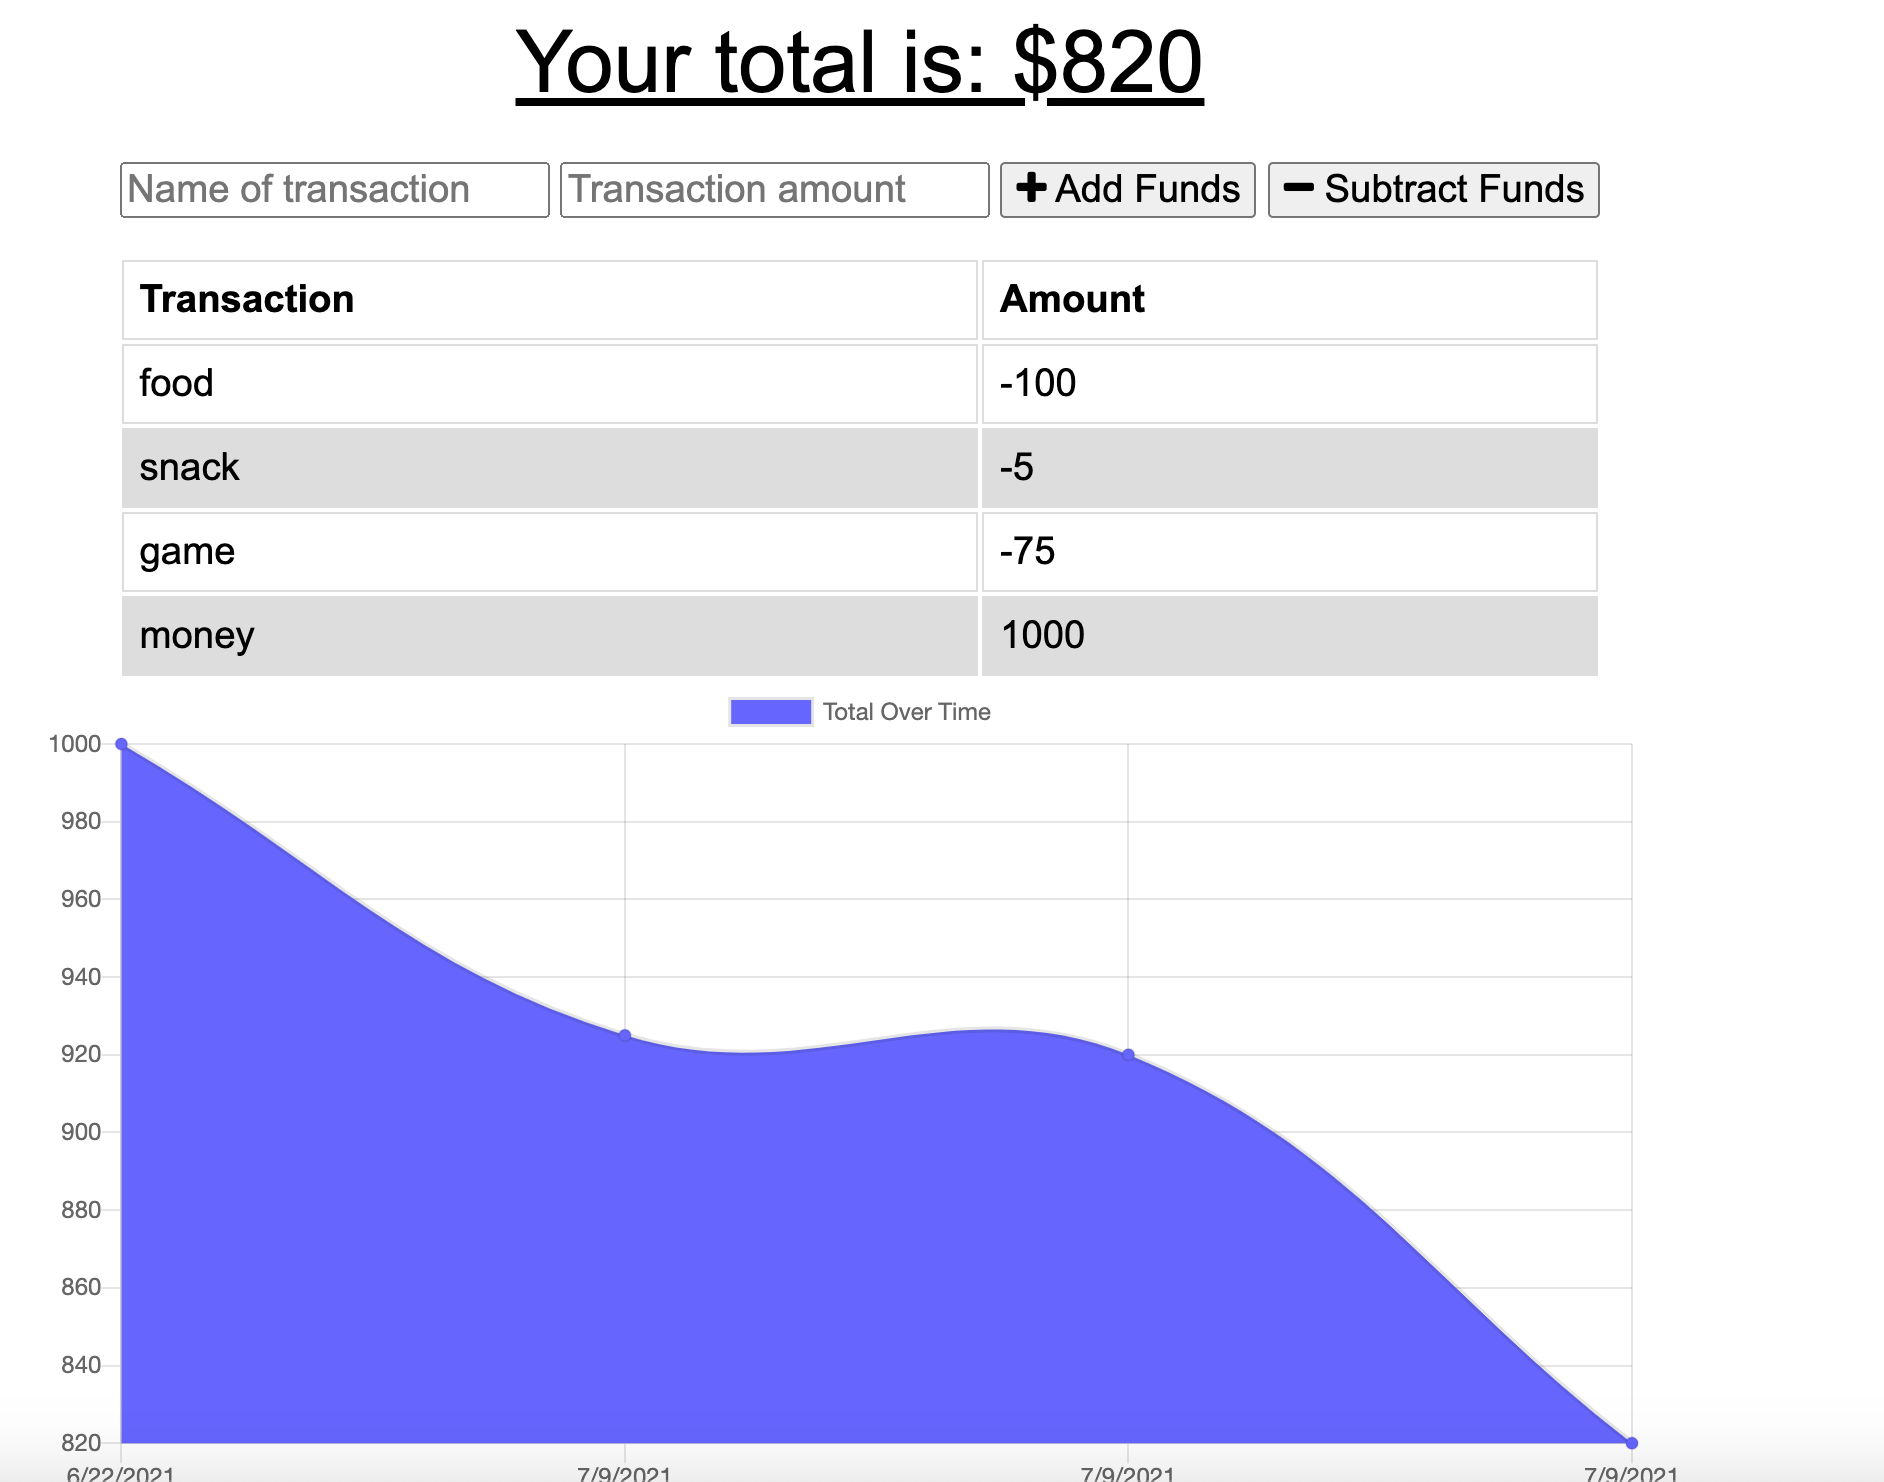 Your total is: $820
Name of transaction Transaction amount Add Funds Subtract Funds
Transaction Amount
food -100
snack -5
game -75
money 1000
Total Over Time
1000
980
960
940
920
900
880
860
840
820
6/22/2021 7/9/2021 7/9/2021 7/9/2021